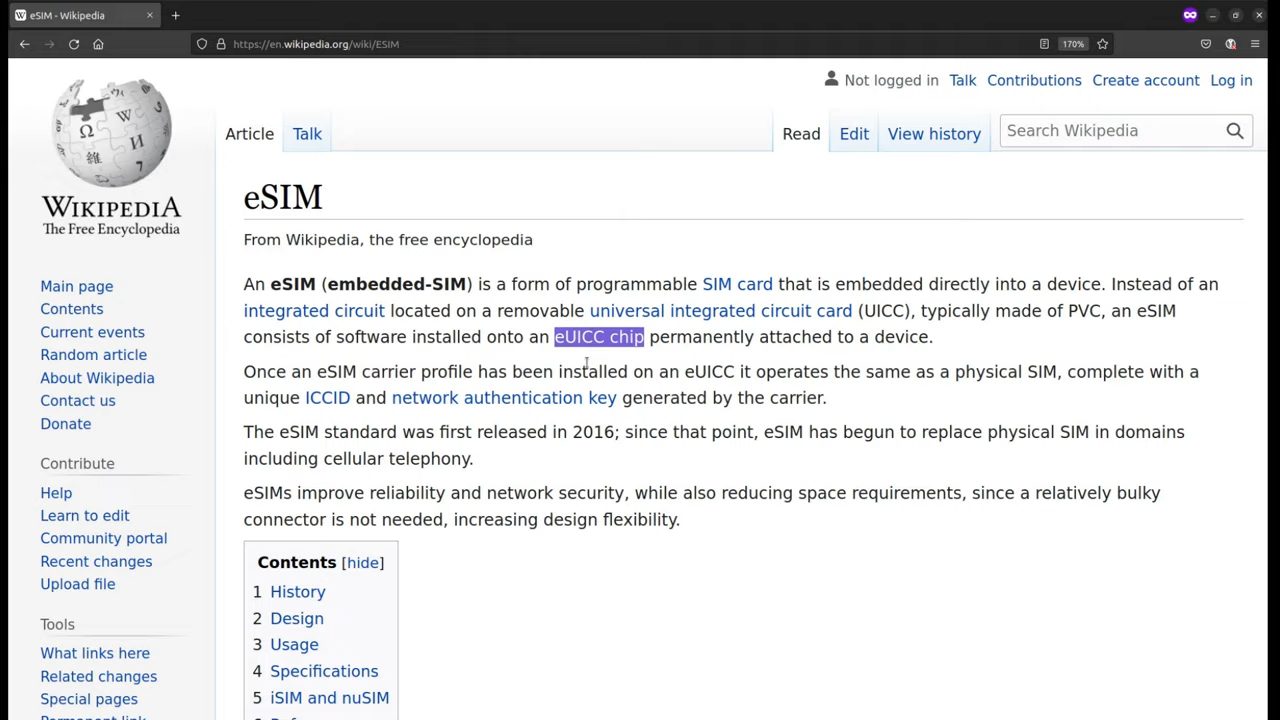 eSIM - Wikipedia
https://en.wikipedia.org/wiki/ESIM
170%
Not logged in Talk Contributions Create account Log in
Article Talk Read Edit View history Search Wikipedia
WIKIPEDIA
The Free Encyclopedia
Main page
Contents
Current events
Random article
About Wikipedia
Contact us
Donate
Contribute
Help
Learn to edit
Community portal
Recent changes
Upload file
Tools
What links here
Related changes
Special pages
eSIM
From Wikipedia, the free encyclopedia
An eSIM (embedded-SIM) is a form of programmable SIM card that is embedded directly into a device. Instead of an
integrated circuit located on a removable universal integrated circuit card (UICC), typically made of PVC, an eSIM
consists of software installed onto an eUICC chip permanently attached to a device.
Once an eSIM carrier profile has been installed on an eUICC it operates the same as a physical SIM, complete with a
unique ICCID and network authentication key generated by the carrier.
The eSIM standard was first released in 2016; since that point, eSIM has begun to replace physical SIM in domains
including cellular telephony.
eSIMs improve reliability and network security, while also reducing space requirements, since a relatively bulky
connector is not needed, increasing design flexibility.
Contents [hide]
1 History
2 Design
3 Usage
4 Specifications
5 iSIM and nuSIM